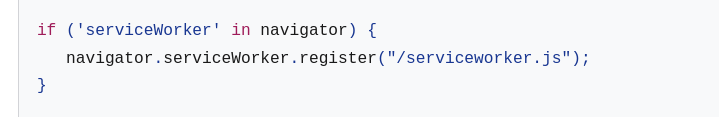 if ('serviceWorker' in navigator) {
   navigator.serviceWorker.register("/serviceworker.js");
}